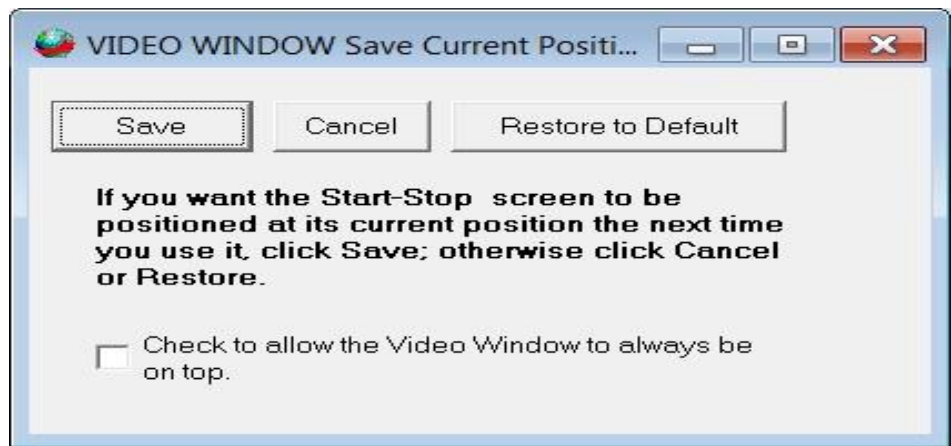 VIDEO WINDOW Save Current Positi...
Save Cancel Restore to Default
If you want the Start-Stop screen to be
positioned at its current position the next time
you use it, click Save; otherwise click Cancel
or Restore.
Check to allow the Video Window to always be
on top.